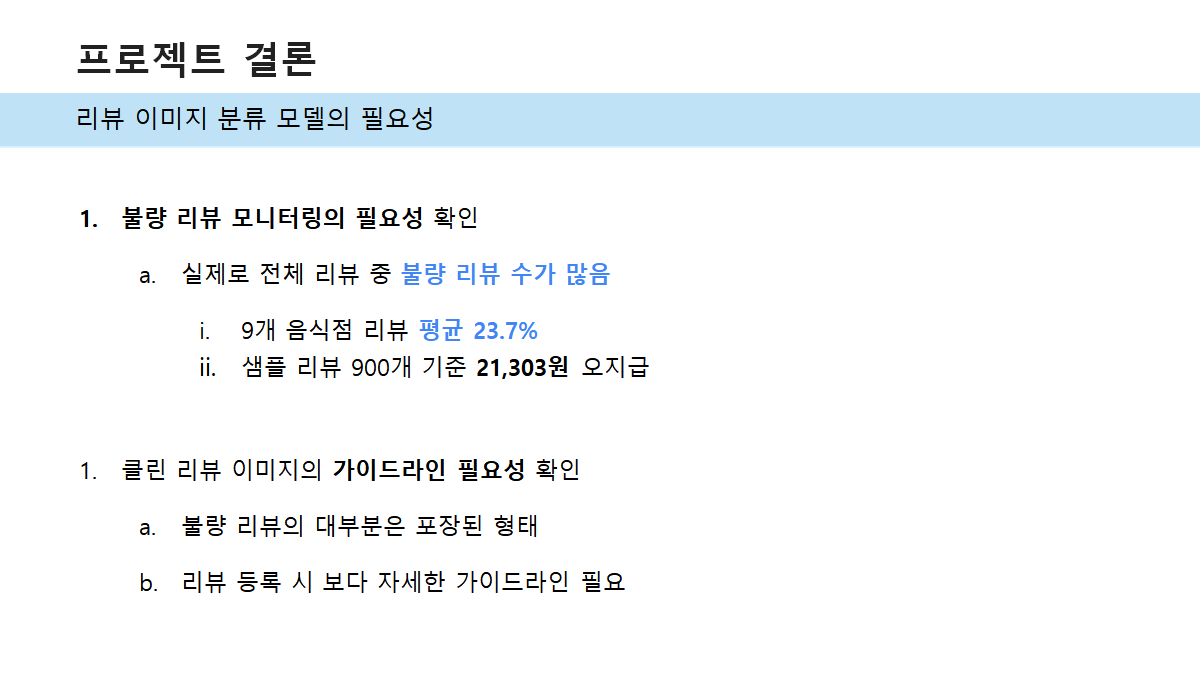 프로젝트 결론
리뷰 이미지 분류 모델의 필요성
1. 불량 리뷰 모니터링의 필요성 확인
a. 실제로 전체 리뷰 중 불량 리뷰 수가 많음
i. 9개 음식점 리뷰 평균 23.7%
ii. 샘플 리뷰 900개 기준 21,303원 오지급
1. 클린 리뷰 이미지의 가이드라인 필요성 확인
a. 불량 리뷰의 대부분은 포장된 형태
b. 리뷰 등록 시 보다 자세한 가이드라인 필요